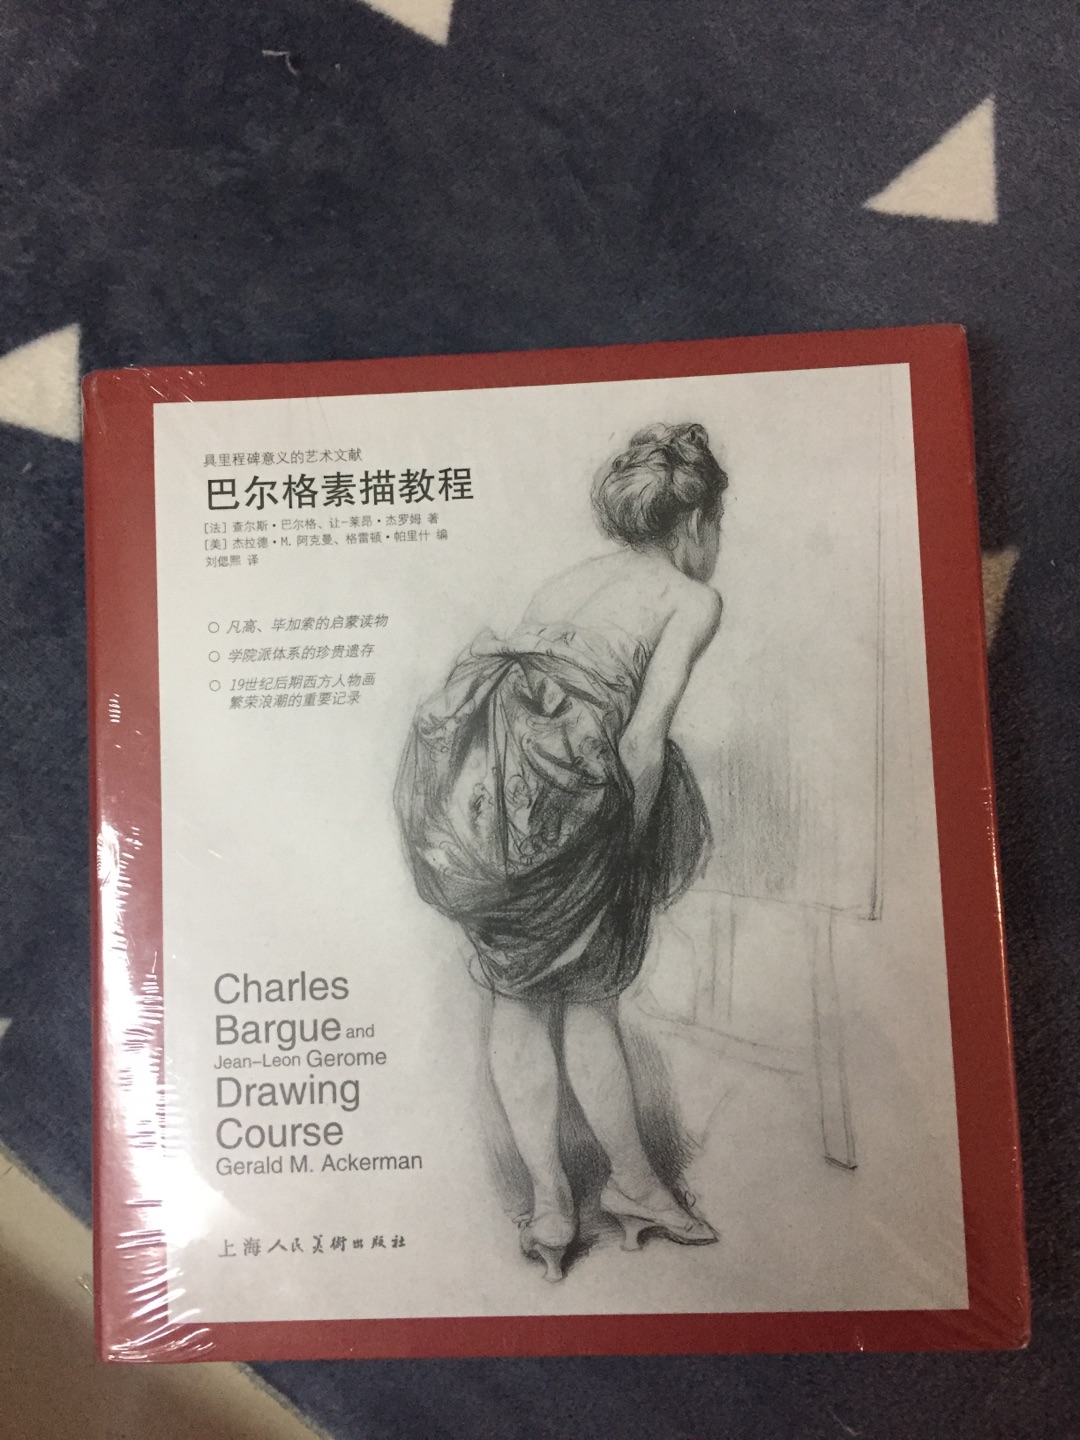 具里程碑意义的艺术文献
巴尔格素描教程
[法] 查尔斯·巴尔格、让-莱昂·杰罗姆 著
[美] 杰拉德·M. 阿克曼、格雷顿·帕里什 编
刘偲熙 译
○ 凡高、毕加索的启蒙读物
○ 学院派体系的珍贵遗存
○ 19世纪后期西方人物画
繁荣浪潮的重要记录
Charles
Bargue and
Jean-Leon Gerome
Drawing
Course
Gerald M. Ackerman
上海人民美術出版社